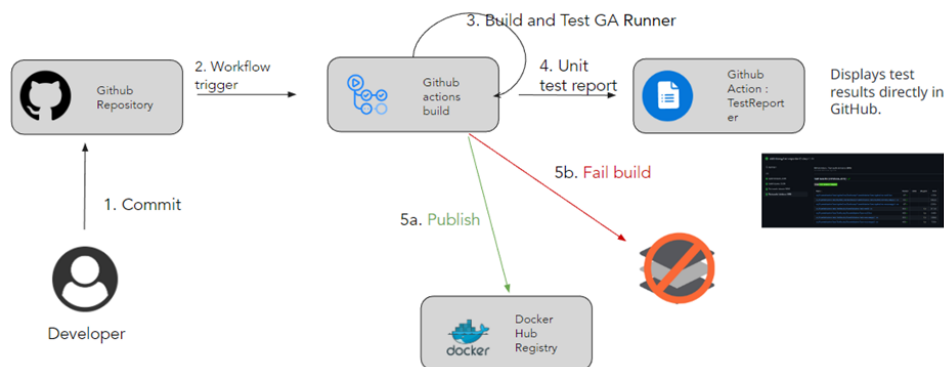 3. Build and Test GA Runner
2. Workflow
trigger
4. Unit
test report
Github
Repository
Github
actions
build
Github
Action :
TestReport
er
Displays test
results directly in
GitHub.
1. Commit
5b. Fail build
5a. Publish
Developer
docker
Docker
Hub
Registry